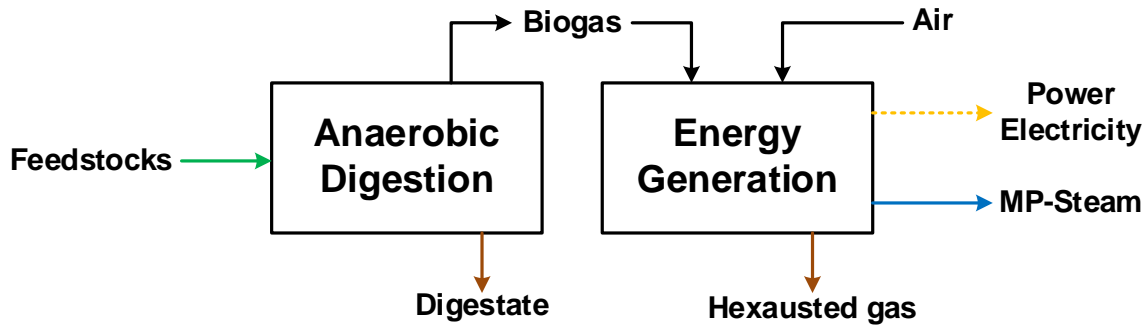 Biogas
Air
Feedstocks
Anaerobic
Digestion
Energy
Generation
Power
Electricity
MP-Steam
Digestate
Hexausted gas